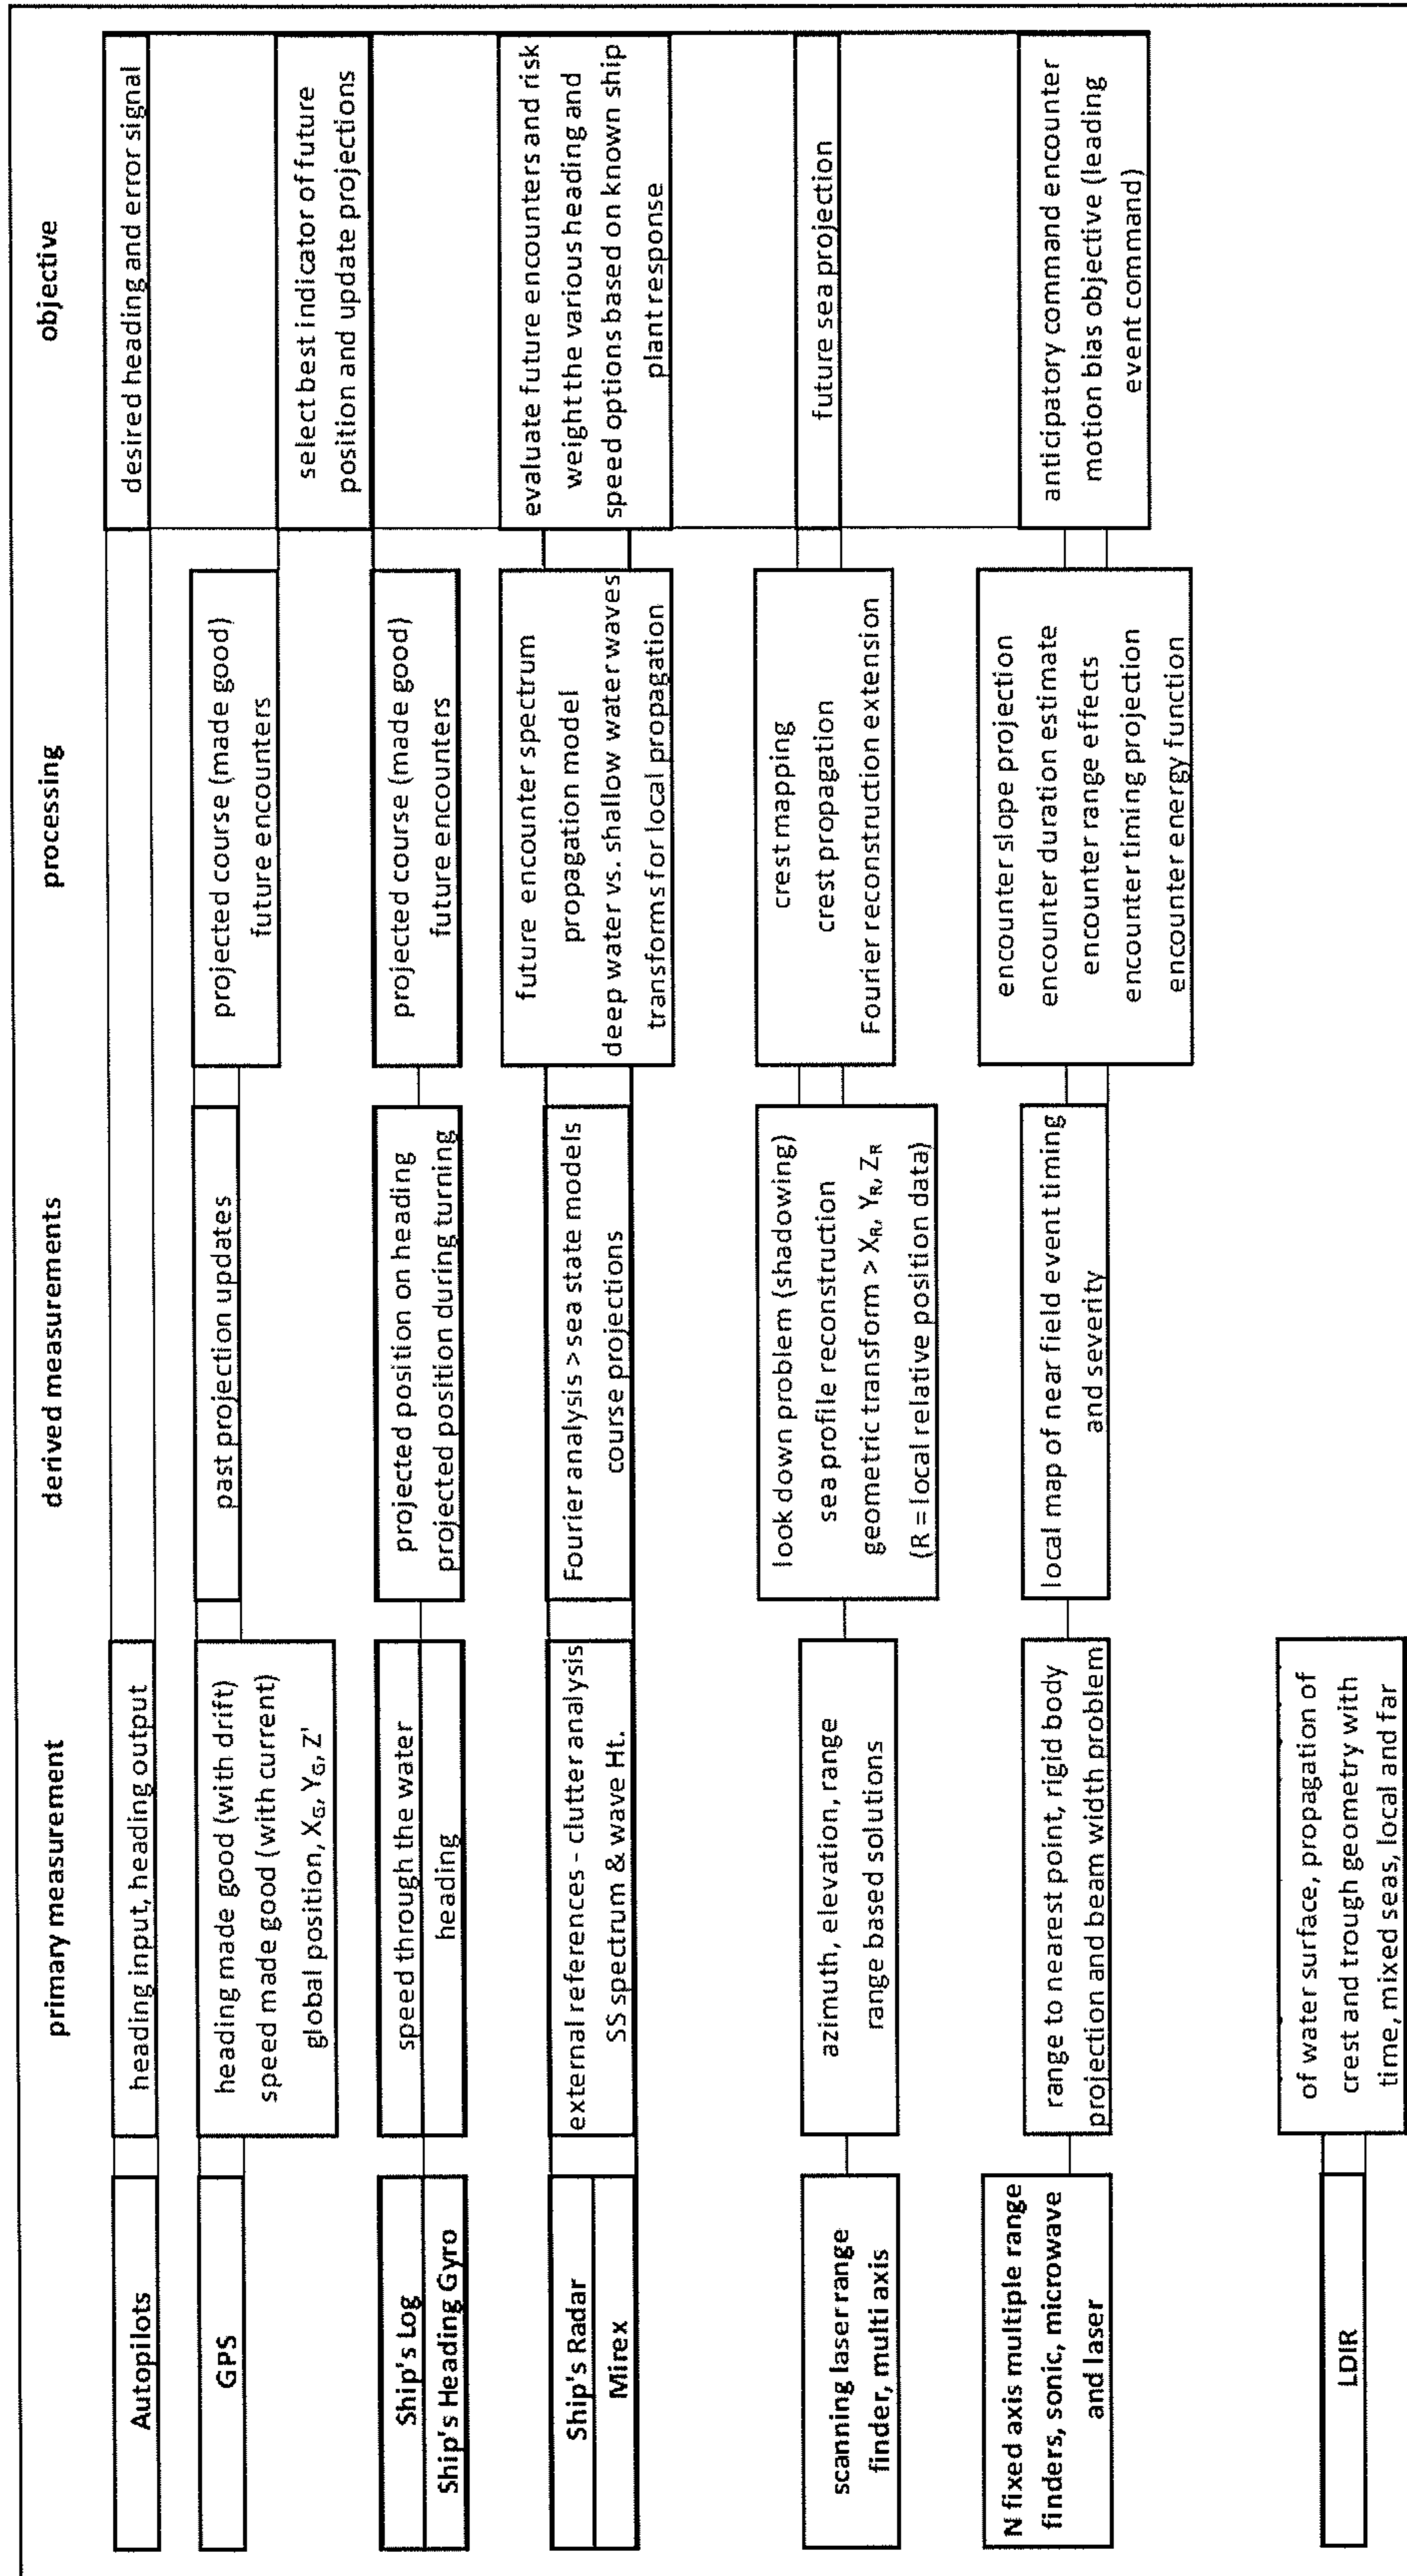 primary measurement
derived measurements
processing
objective
Autopilots
heading input, heading output
desired heading and error signal
GPS
heading made good (with drift)
speed made good (with current)
global position, XG, YG, Z'
past projection updates
projected course (made good)
future encounters
select best indicator of future
position and update projections
Ship's Log
Ship's Heading Gyro
speed through the water
heading
projected position on heading
projected position during turning
projected course (made good)
future encounters
Ship's Radar
Mirex
external references - clutter analysis
SS spectrum & wave Ht.
Fourier analysis > sea state models
course projections
future encounter spectrum
propagation model
deep water vs. shallow water waves
transforms for local propagation
evaluate future encounters and risk
weight the various heading and
speed options based on known ship
plant response
scanning laser range
finder, multi axis
azimuth, elevation, range
range based solutions
look down problem (shadowing)
sea profile reconstruction
geometric transform > XR, YR, ZR
(R = local relative position data)
crest mapping
crest propagation
Fourier reconstruction extension
future sea projection
N fixed axis multiple range
finders, sonic, microwave
and laser
range to nearest point, rigid body
projection and beam width problem
local map of near field event timing
and severity
encounter slope projection
encounter duration estimate
encounter range effects
encounter timing projection
encounter energy function
anticipatory command encounter
motion bias objective (leading
event command)
LDIR
of water surface, propagation of
crest and trough geometry with
time, mixed seas, local and far